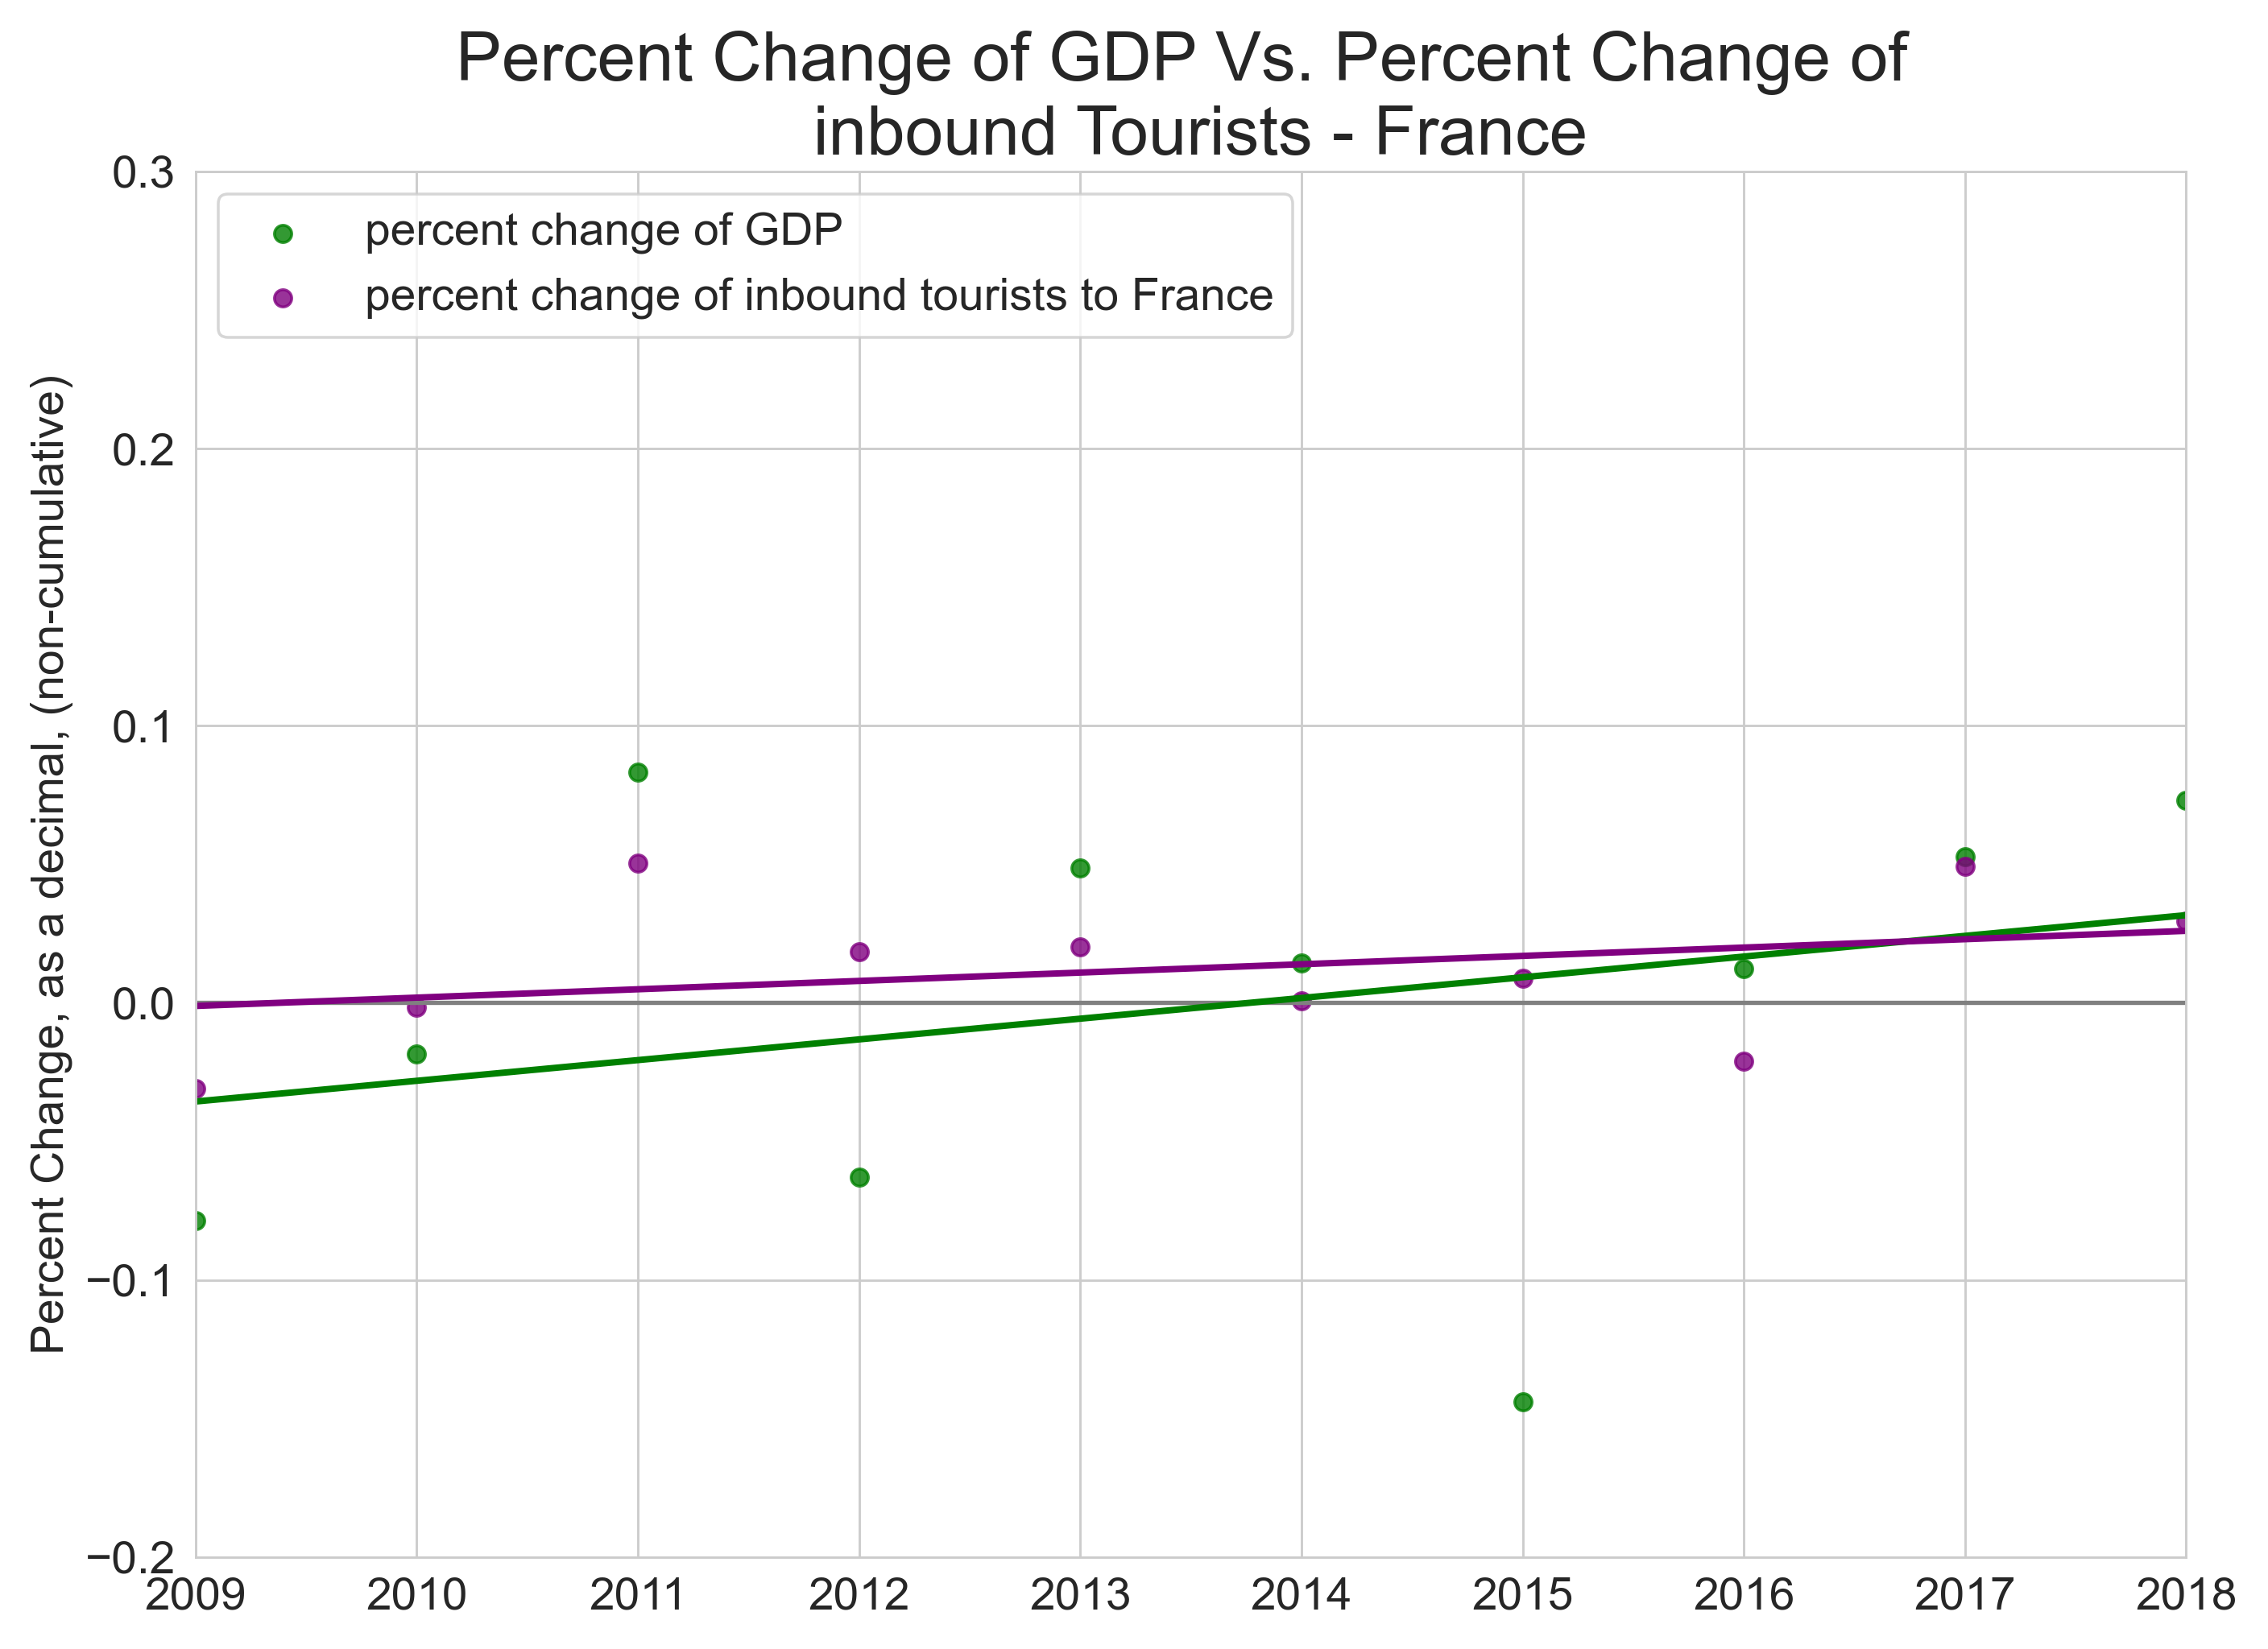 Percent Change of GDP Vs. Percent Change of
inbound Tourists - France
percent change of GDP
percent change of inbound tourists to France
Percent Change, as a decimal, (non-cumulative)
0.3
0.2
0.1
0.0
−0.1
−0.2
2009 2010 2011 2012 2013 2014 2015 2016 2017 2018